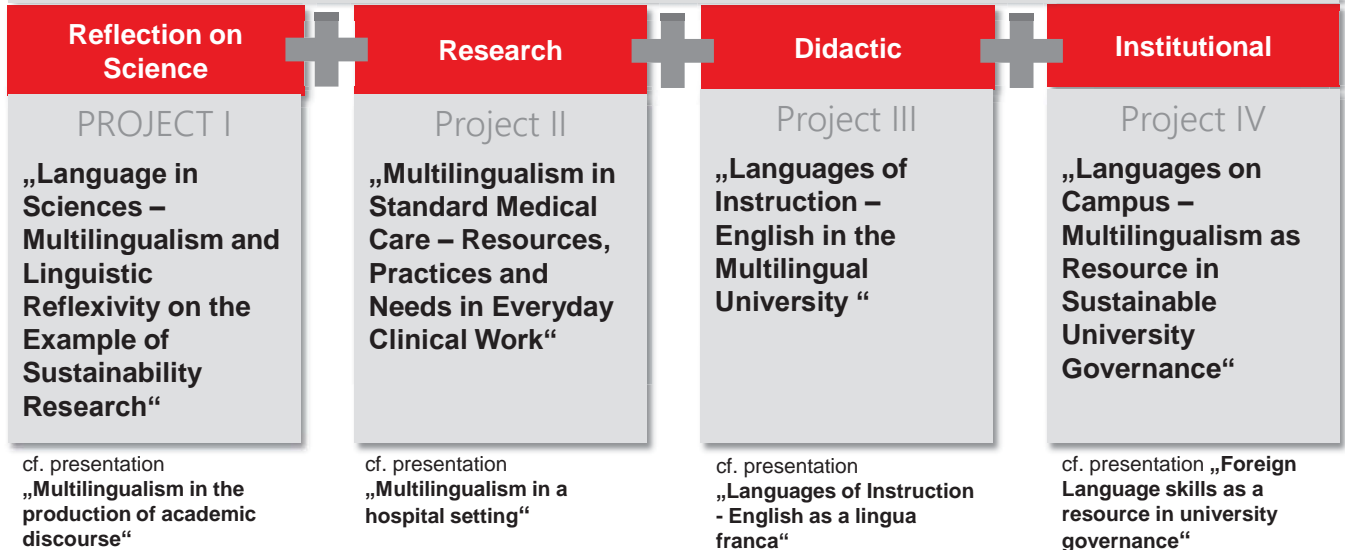 Reflection on
Science
PROJECT I
„Language in
Sciences –
Multilingualism and
Linguistic
Reflexivity on the
Example of
Sustainability
Research“
cf. presentation
„Multilingualism in the
production of academic
discourse“
Research
Project II
„Multilingualism in
Standard Medical
Care – Resources,
Practices and
Needs in Everyday
Clinical Work“
cf. presentation
„Multilingualism in a
hospital setting“
Didactic
Project III
„Languages of
Instruction –
English in the
Multilingual
University “
cf. presentation
„Languages of Instruction
- English as a lingua
franca“
Institutional
Project IV
„Languages on
Campus –
Multilingualism as
Resource in
Sustainable
University
Governance“
cf. presentation „Foreign
Language skills as a
resource in university
governance“